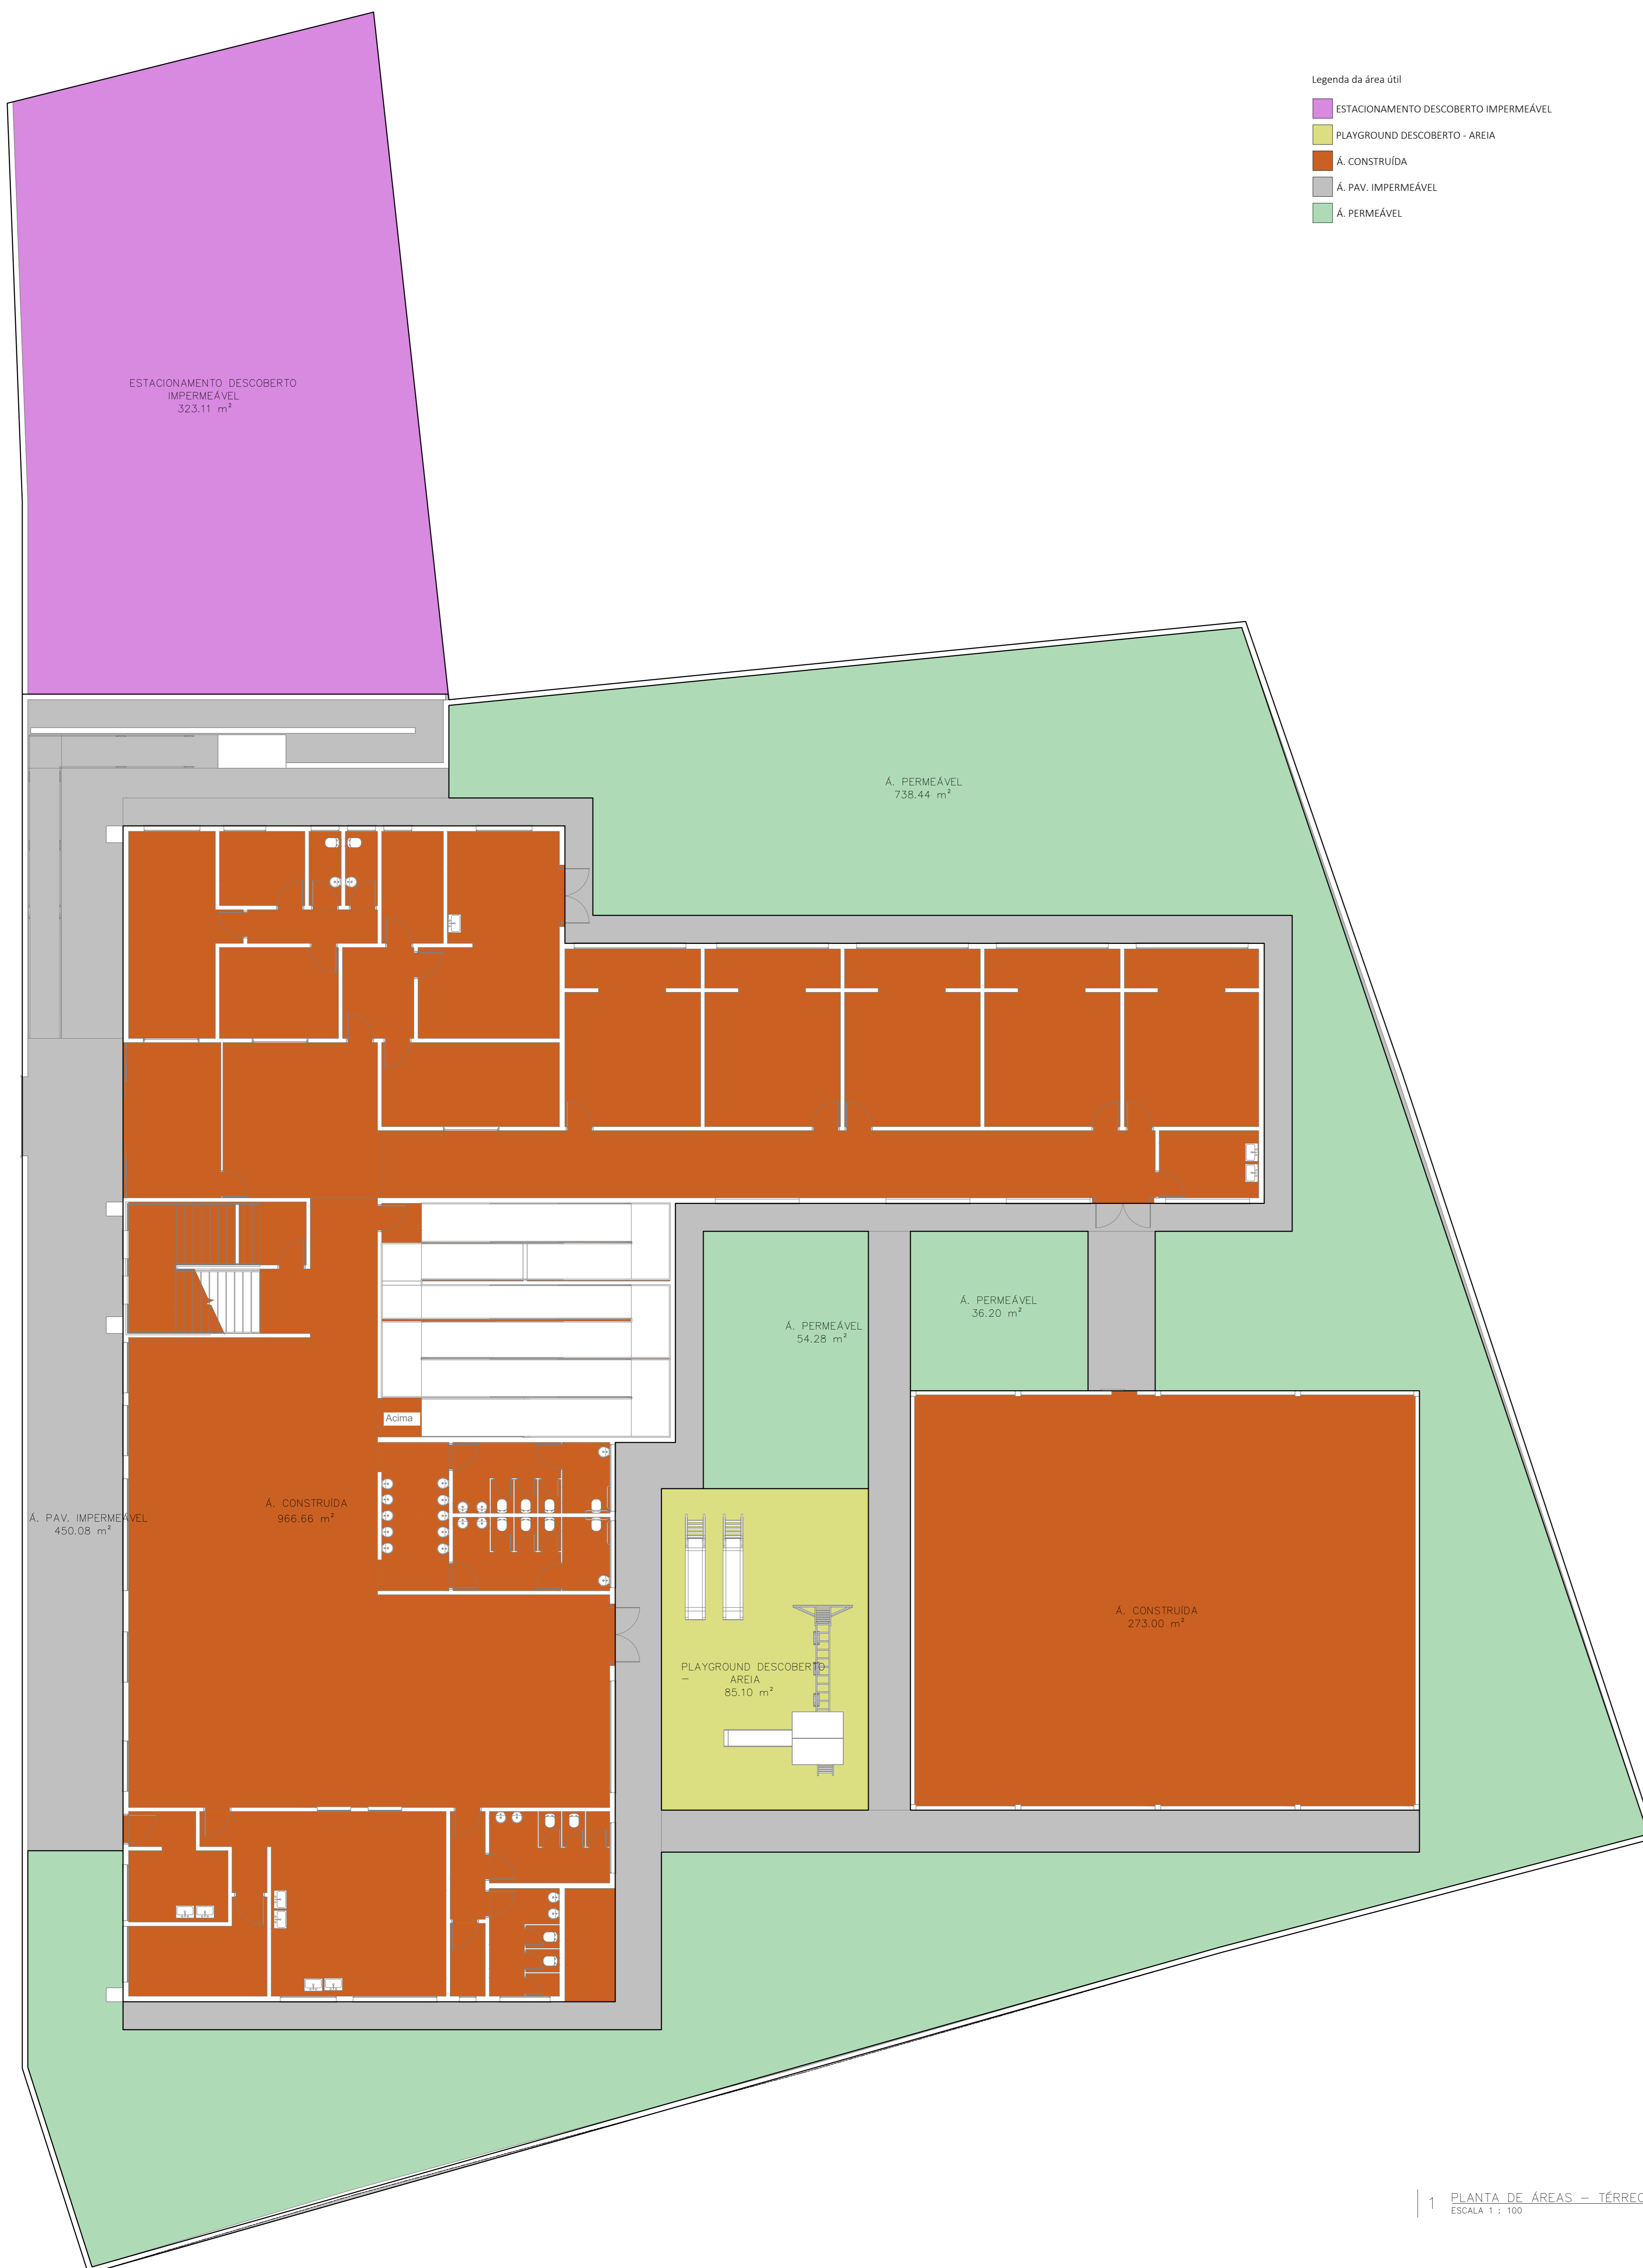 Legenda da área útil
ESTACIONAMENTO DESCOBERTO IMPERMEÁVEL
PLAYGROUND DESCOBERTO - AREIA
Á. CONSTRUÍDA
Á. PAV. IMPERMEÁVEL
Á. PERMEÁVEL
ESTACIONAMENTO DESCOBERTO
IMPERMEÁVEL
323.11 m²
Á. PERMEÁVEL
738.44 m²
Á. PERMEÁVEL
36.20 m²
Á. PERMEÁVEL
54.28 m²
Acima
Á. CONSTRUÍDA
966.66 m²
Á. PAV. IMPERMEÁVEL
450.08 m²
Á. CONSTRUÍDA
273.00 m²
PLAYGROUND DESCOBERTO
- AREIA
85.10 m²
1 PLANTA DE ÁREAS - TÉRREO
ESCALA 1 : 100